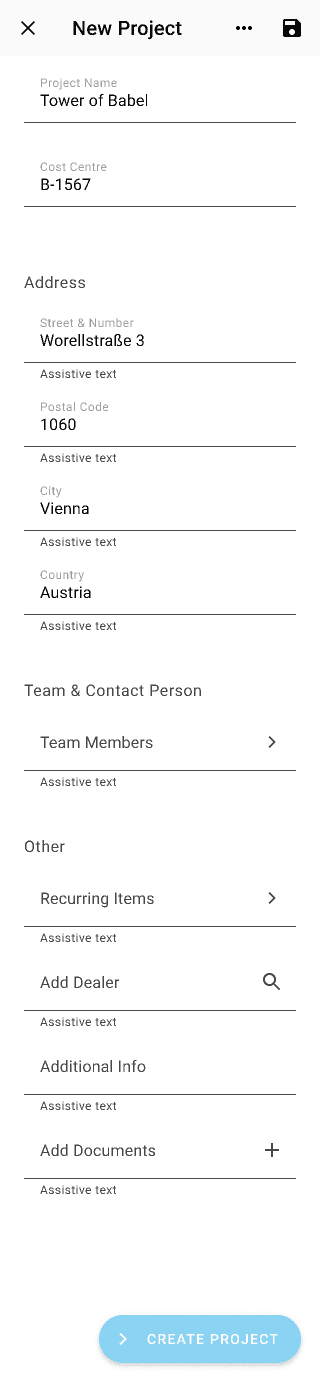 New Project
Project Name
Tower of Babel
Cost Centre
B-1567
Address
Street & Number
Worellstraße 3
Assistive text
Postal Code
1060
Assistive text
City
Vienna
Assistive text
Country
Austria
Assistive text
Team & Contact Person
Team Members
Assistive text
Other
Recurring Items
Assistive text
Add Dealer
Assistive text
Additional Info
Assistive text
Add Documents
Assistive text
CREATE PROJECT